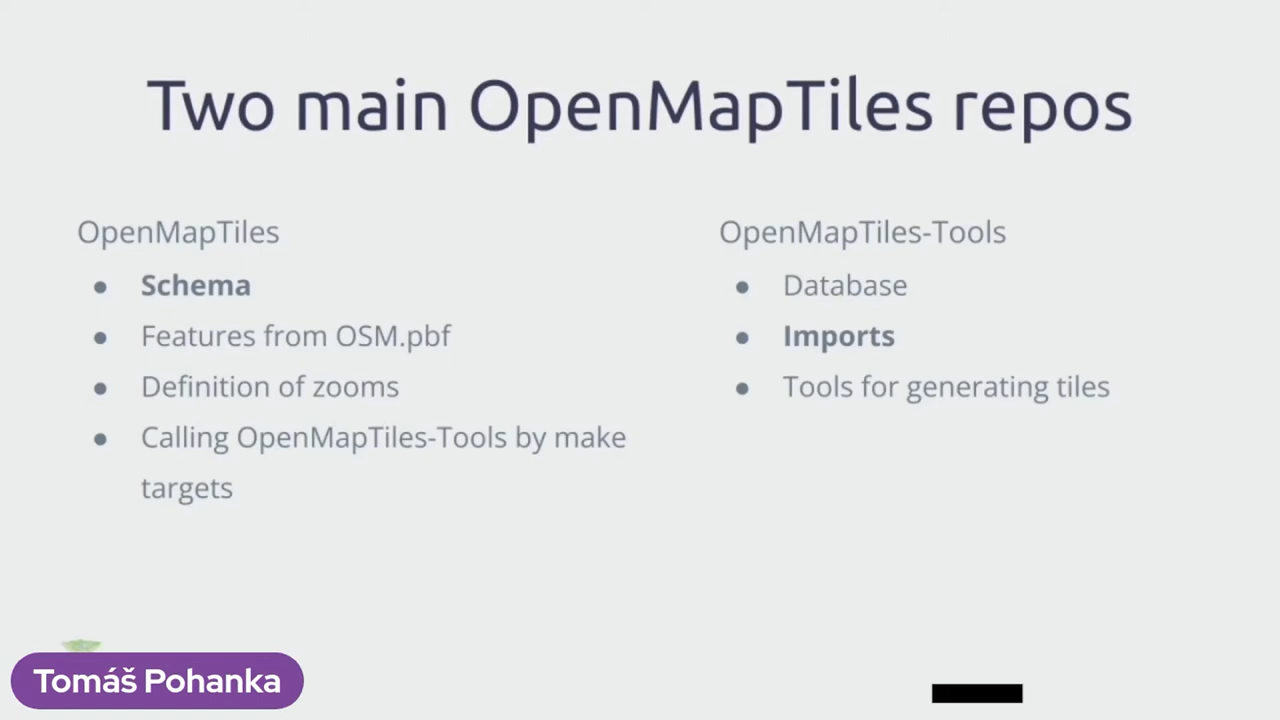 Two main OpenMapTiles repos
OpenMapTiles
● Schema
● Features from OSM.pbf
● Definition of zooms
● Calling OpenMapTiles-Tools by make
targets
OpenMapTiles-Tools
● Database
● Imports
● Tools for generating tiles
Tomáš Pohanka